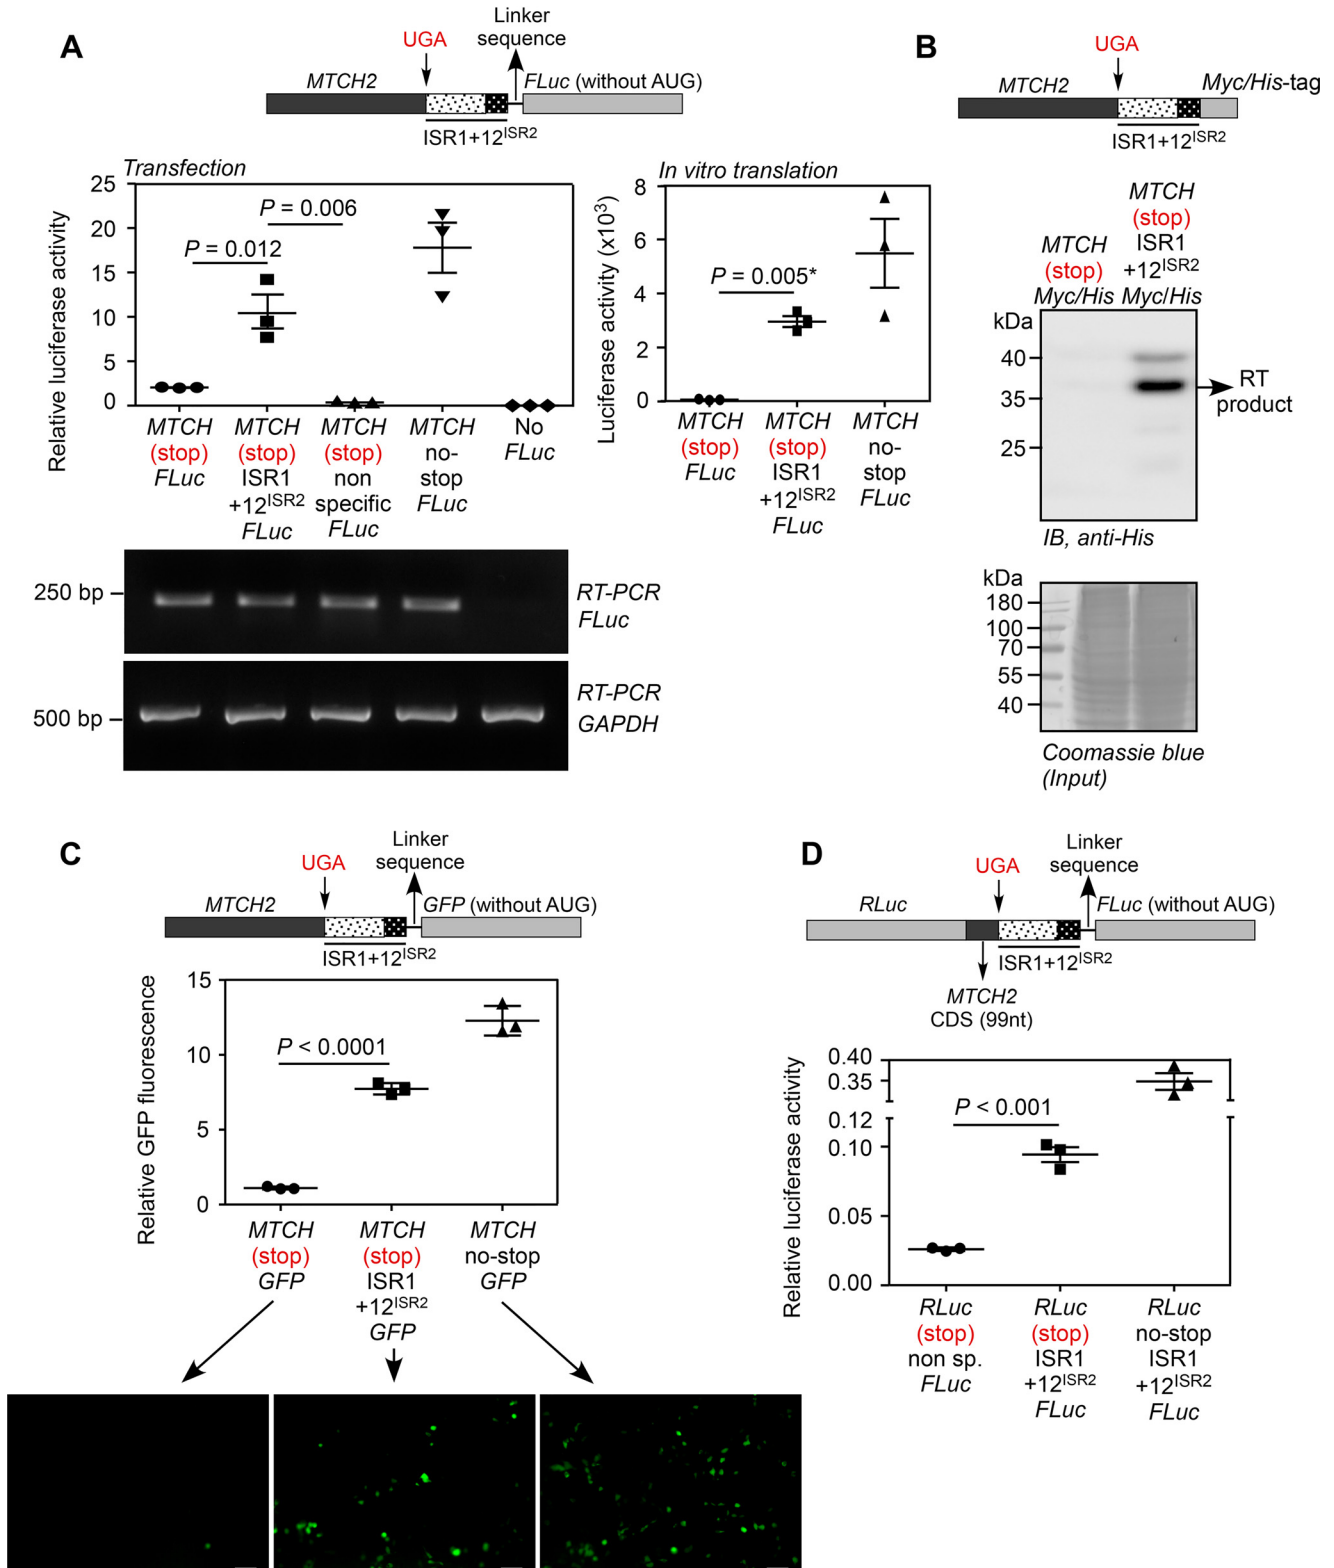 A
Linker
sequence
UGA
MTCH2
FLuc (without AUG)
ISR1+12ISR2
Transfection
Relative luciferase activity
25
20
15
10
5
0
P = 0.006
P = 0.012
MTCH
(stop)
FLuc
MTCH
(stop)
ISR1
+12ISR2
FLuc
MTCH
(stop)
non
specific
FLuc
MTCH
no-
stop
FLuc
No
FLuc
In vitro translation
Luciferase activity (x103)
8
6
4
2
0
P = 0.005*
MTCH
(stop)
FLuc
MTCH
(stop)
ISR1
+12ISR2
FLuc
MTCH
no-
stop
FLuc
250 bp
RT-PCR
FLuc
500 bp
RT-PCR
GAPDH
B
UGA
MTCH2
Myc/His-tag
ISR1+12ISR2
MTCH
(stop)
Myc/His
MTCH
(stop)
ISR1
+12ISR2
Myc/His
kDa
40
35
25
RT
product
IB, anti-His
kDa
180
100
70
55
40
Coomassie blue
(Input)
C
Linker
sequence
UGA
MTCH2
GFP (without AUG)
ISR1+12ISR2
Relative GFP fluorescence
15
10
5
0
P < 0.0001
MTCH
(stop)
GFP
MTCH
(stop)
ISR1
+12ISR2
GFP
MTCH
no-stop
GFP
D
Linker
sequence
UGA
RLuc
FLuc (without AUG)
ISR1+12ISR2
MTCH2
CDS (99nt)
Relative luciferase activity
0.40
0.35
0.12
0.10
0.05
0.00
P < 0.001
RLuc
(stop)
non sp.
FLuc
RLuc
(stop)
ISR1
+12ISR2
FLuc
RLuc
no-stop
ISR1
+12ISR2
FLuc